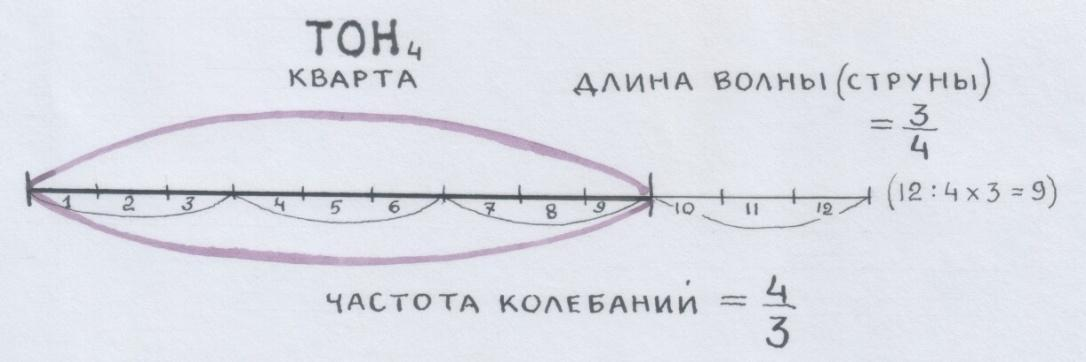 ТОН₄
КВАРТА
ДЛИНА ВОЛНЫ (СТРУНЫ)
= 3/4
1 2 3 4 5 6 7 8 9 10 11 12 (12 : 4 × 3 = 9)
ЧАСТОТА КОЛЕБАНИЙ = 4/3